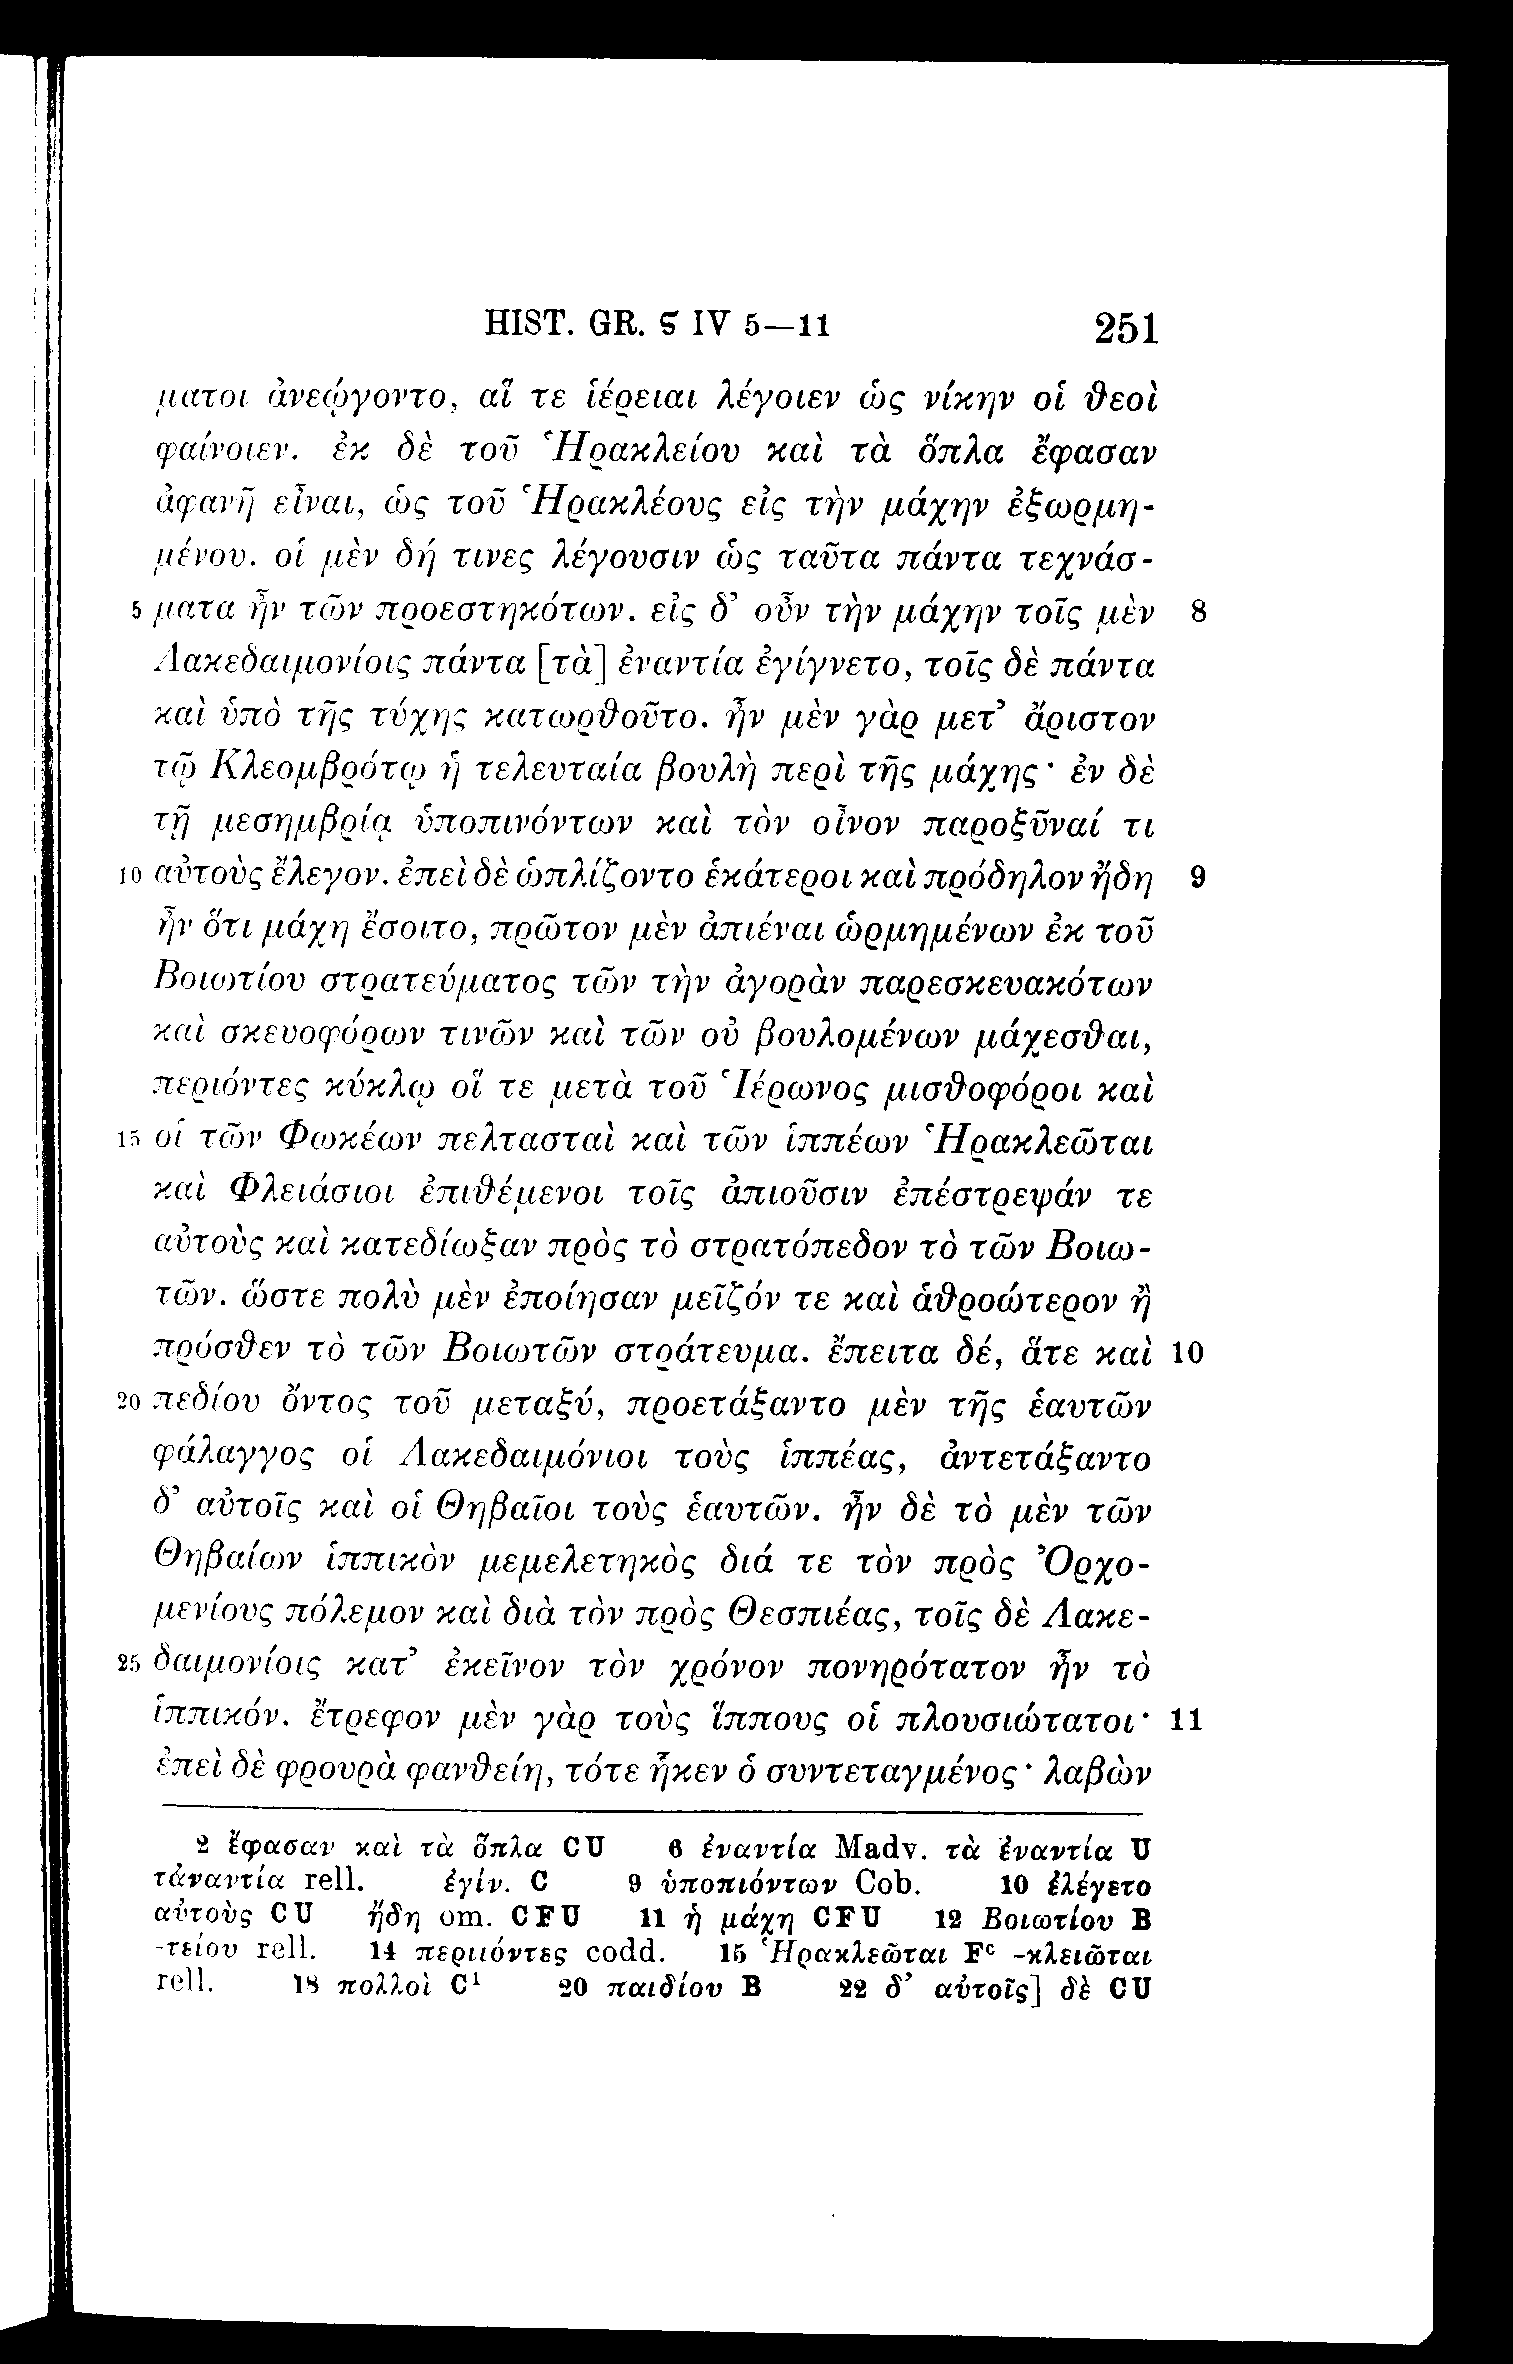 HIST. GR. ϛ IV 5—11 251
ματοι ἀνεῴγοντο, αἵ τε ἱέρειαι λέγοιεν ὡς νίκην οἱ ϑεοὶ
φαίνοιεν. ἐκ δὲ τοῦ Ἡρακλείου καὶ τὰ ὅπλα ἔφασαν
ἀφανῆ εἶναι, ὡς τοῦ Ἡρακλέους εἰς τὴν μάχην ἐξωρμη-
μένου. οἱ μὲν δή τινες λέγουσιν ὡς ταῦτα πάντα τεχνάσ-
5 ματα ἦν τῶν προεστηκότων. εἰς δ’ οὖν τὴν μάχην τοῖς μὲν 8
Λακεδαιμονίοις πάντα [τὰ] ἐναντία ἐγίγνετο, τοῖς δὲ πάντα
καὶ ὑπὸ τῆς τύχης κατωρϑοῦτο. ἦν μὲν γὰρ μετ’ ἄριστον
τῷ Κλεομβρότῳ ἡ τελευταία βουλὴ περὶ τῆς μάχης· ἐν δὲ
τῇ μεσημβρίᾳ ὑποπινόντων καὶ τὸν οἶνον παροξῦναί τι
10 αὐτοὺς ἔλεγον. ἐπεὶ δὲ ὡπλίζοντο ἑκάτεροι καὶ πρόδηλον ἤδη 9
ἦν ὅτι μάχη ἔσοιτο, πρῶτον μὲν ἀπιέναι ὡρμημένων ἐκ τοῦ
Βοιωτίου στρατεύματος τῶν τὴν ἀγορὰν παρεσκευακότων
καὶ σκευοφόρων τινῶν καὶ τῶν οὐ βουλομένων μάχεσϑαι,
περιόντες κύκλῳ οἵ τε μετὰ τοῦ Ἱέρωνος μισϑοφόροι καὶ
15 οἱ τῶν Φωκέων πελτασταὶ καὶ τῶν ἱππέων Ἡρακλεῶται
καὶ Φλειάσιοι ἐπιϑέμενοι τοῖς ἀπιοῦσιν ἐπέστρεψάν τε
αὐτοὺς καὶ κατεδίωξαν πρὸς τὸ στρατόπεδον τὸ τῶν Βοιω-
τῶν. ὥστε πολὺ μὲν ἐποίησαν μεῖζόν τε καὶ ἁϑροώτερον ἢ
πρόσϑεν τὸ τῶν Βοιωτῶν στράτευμα. ἔπειτα δέ, ἅτε καὶ 10
20 πεδίου ὄντος τοῦ μεταξύ, προετάξαντο μὲν τῆς ἑαυτῶν
φάλαγγος οἱ Λακεδαιμόνιοι τοὺς ἱππέας, ἀντετάξαντο
δ’ αὐτοῖς καὶ οἱ Θηβαῖοι τοὺς ἑαυτῶν. ἦν δὲ τὸ μὲν τῶν
Θηβαίων ἱππικὸν μεμελετηκὸς διά τε τὸν πρὸς Ὀρχο-
μενίους πόλεμον καὶ διὰ τὸν πρὸς Θεσπιέας, τοῖς δὲ Λακε-
25 δαιμονίοις κατ’ ἐκεῖνον τὸν χρόνον πονηρότατον ἦν τὸ
ἱππικόν. ἔτρεφον μὲν γὰρ τοὺς ἵππους οἱ πλουσιώτατοι· 11
ἐπεὶ δὲ φρουρὰ φανϑείη, τότε ἧκεν ὁ συντεταγμένος· λαβὼν
2 ἔφασαν καὶ τὰ ὅπλα CU 6 ἐναντία Madv. τὰ ἐναντία U
τἀναντία rell. ἐγίν. C 9 ὑποπιόντων Cob. 10 ἐλέγετο
αὐτοὺς CU ἤδη om. CFU 11 ἡ μάχη CFU 12 Βοιωτίου B
-τείου rell. 14 περιιόντες codd. 15 Ἡρακλεῶται Fᶜ -κλειῶται
rell. 18 πολλοὶ C¹ 20 παιδίου B 22 δ’ αὐτοῖς] δὲ CU